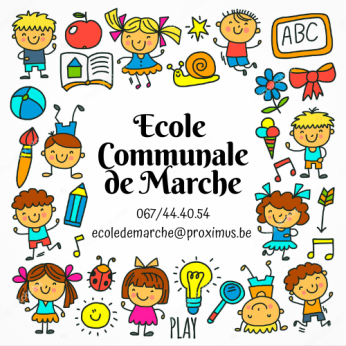 ABC
Ecole
Communale
de Marche
067/44.40.54
ecoledemarche@proximus.be
PLAY